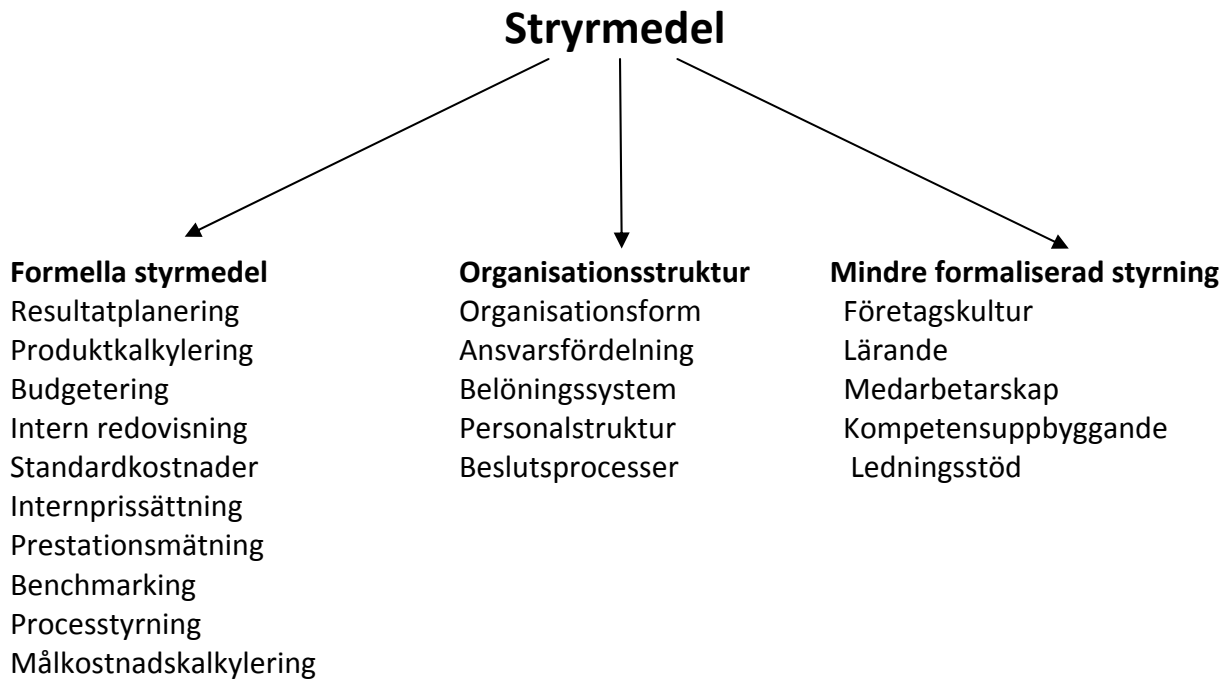 Stryrmedel
Formella styrmedel
Resultatplanering
Produktkalkylering
Budgetering
Intern redovisning
Standardkostnader
Internprissättning
Prestationsmätning
Benchmarking
Processtyrning
Målkostnadskalkylering
Organisationsstruktur
Organisationsform
Ansvarsfördelning
Belöningssystem
Personalstruktur
Beslutsprocesser
Mindre formaliserad styrning
Företagskultur
Lärande
Medarbetarskap
Kompetensuppbyggande
Ledningsstöd